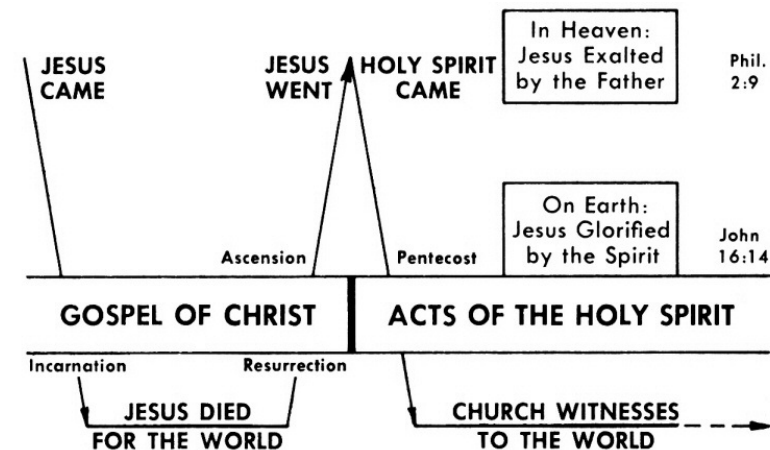 JESUS
CAME
JESUS
WENT
HOLY SPIRIT
CAME
In Heaven:
Jesus Exalted
by the Father
Phil.
2:9
On Earth:
Jesus Glorified
by the Spirit
John
16:14
Ascension
Pentecost
GOSPEL OF CHRIST
ACTS OF THE HOLY SPIRIT
Incarnation
Resurrection
JESUS DIED
FOR THE WORLD
CHURCH WITNESSES
TO THE WORLD